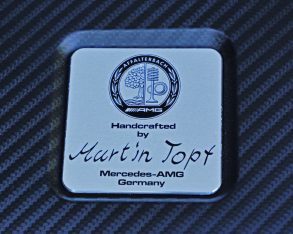 AFFALTERBACH
AMG
Handcrafted
by
Martin Topf
Mercedes-AMG
Germany